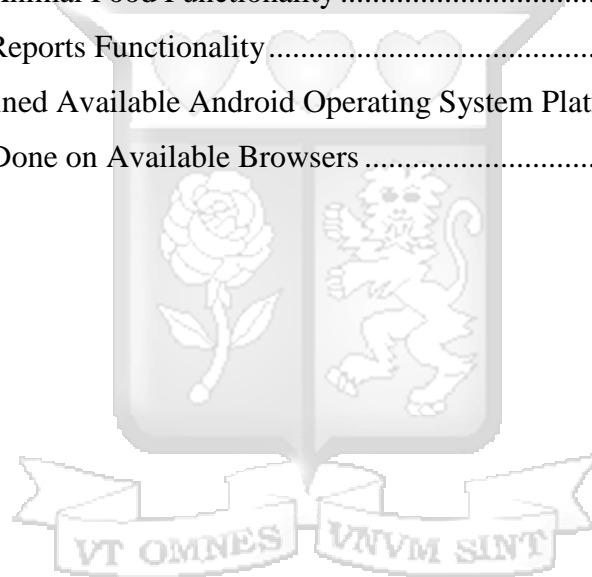 Animal Food Functionality
Reports Functionality
ned Available Android Operating System Plat
Done on Available Browsers
VT OMNES VNVM SINT